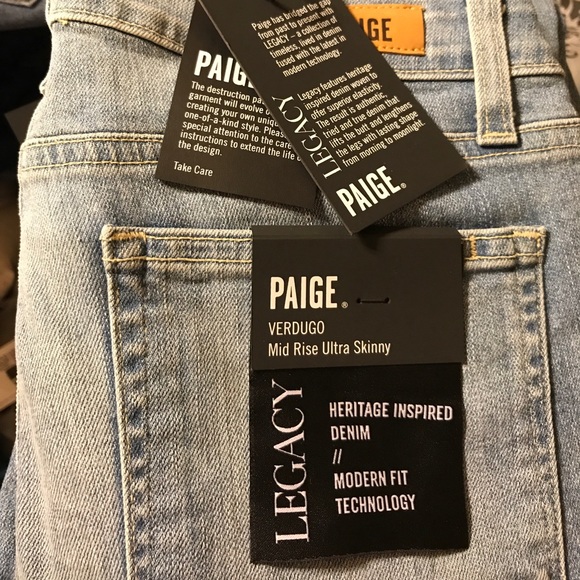 Paige has bridged the gap
from past to present with
LEGACY – a collection of
timeless, lived in denim
fused with the latest in
modern technology.
LEGACY
Legacy features heritage
inspired denim woven to
offer superior elasticity.
The result is authentic,
tried and true denim that
lifts the butt and lengthens
the legs with lasting shape
from morning to moonlight.
PAIGE®
IGE
PAIG
The destruction pa
garment will evolve
creating your own uniq
one-of-a-kind style. Pleas
special attention to the care
instructions to extend the life o
the design.
Take Care
PAIGE®
VERDUGO
Mid Rise Ultra Skinny
LEGACY
HERITAGE INSPIRED
DENIM
//
MODERN FIT
TECHNOLOGY